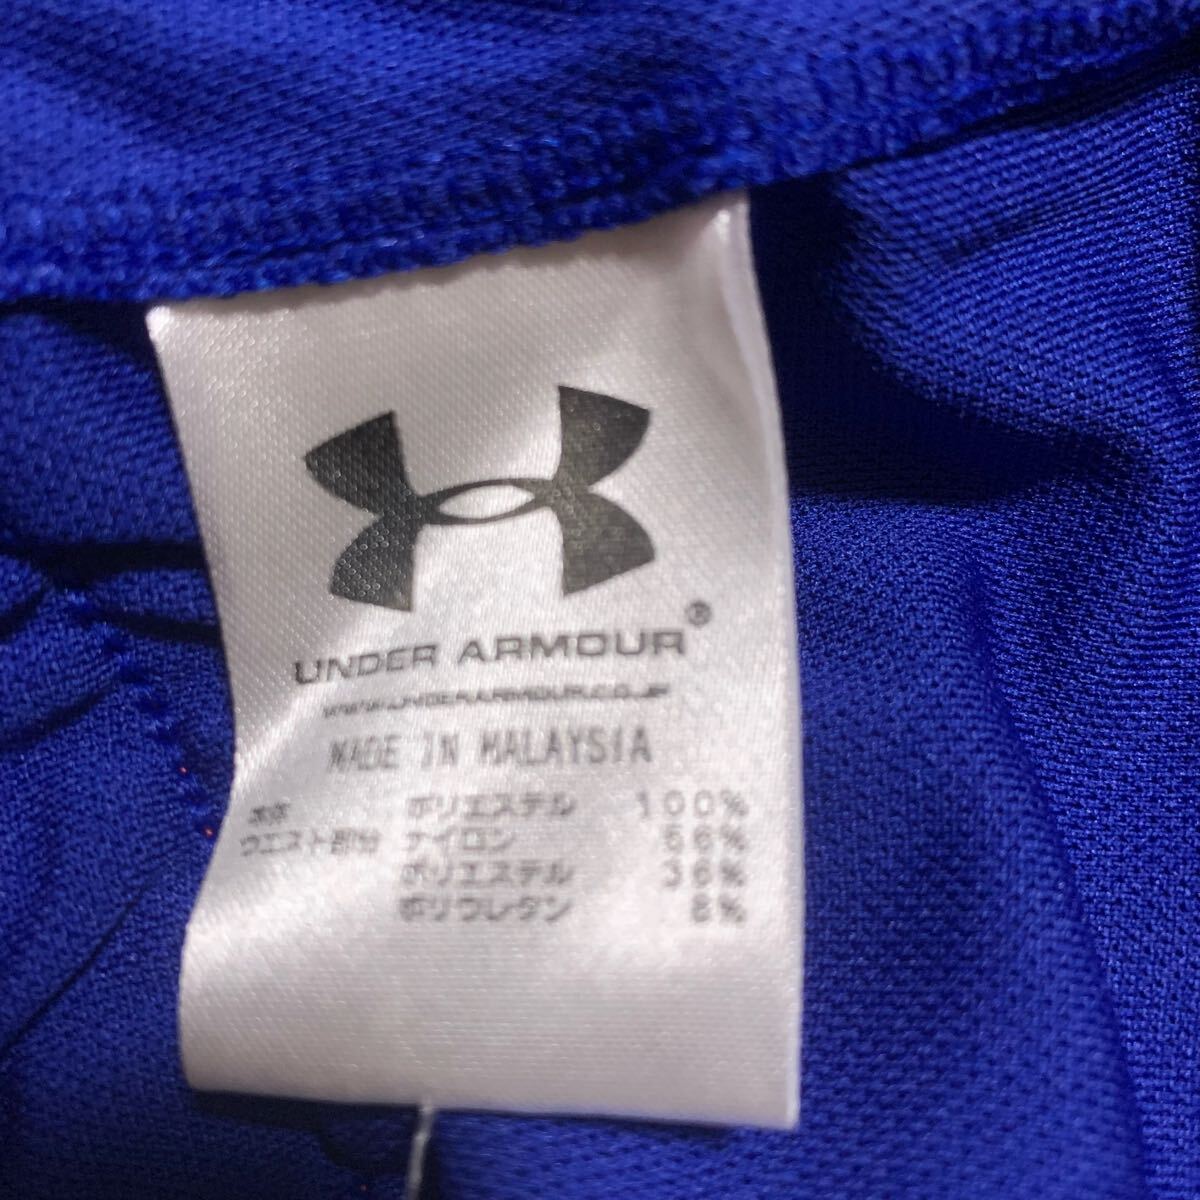 UNDER ARMOUR®
WWW.UNDERARMOUR.CO.JP
MADE IN MALAYSIA
本体 ポリエステル 100%
ウエスト部分 ナイロン 56%
ポリエステル 36%
ポリウレタン 8%